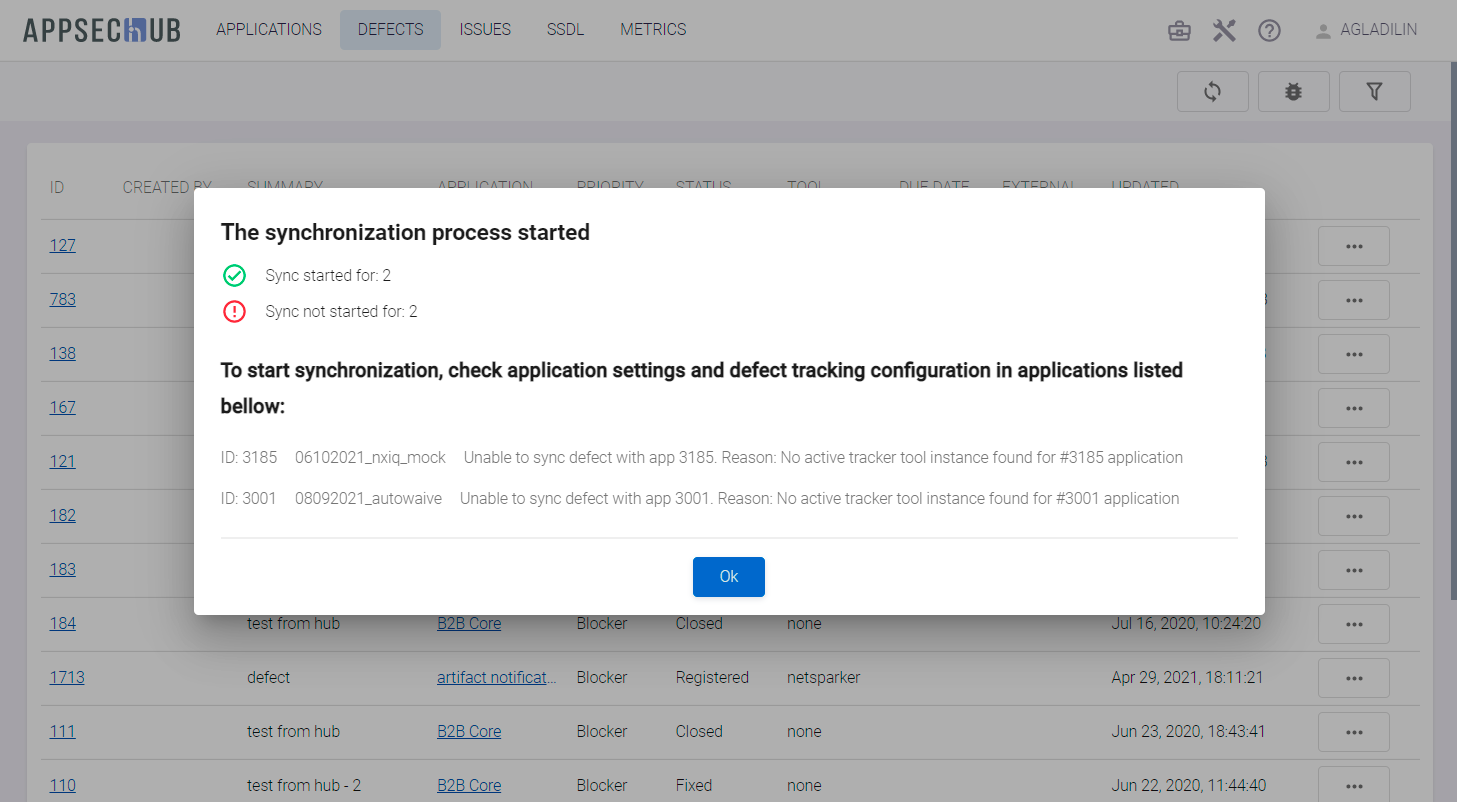 APPSECHUB APPLICATIONS DEFECTS ISSUES SSDL METRICS AGLADILIN
ID CREATED BY SUMMARY APPLICATION PRIORITY STATUS TOOL DUE DATE EXTERNAL UPDATED
The synchronization process started
Sync started for: 2
Sync not started for: 2
To start synchronization, check application settings and defect tracking configuration in applications listed
bellow:
ID: 3185 06102021_nxiq_mock Unable to sync defect with app 3185. Reason: No active tracker tool instance found for #3185 application
ID: 3001 08092021_autowaive Unable to sync defect with app 3001. Reason: No active tracker tool instance found for #3001 application
Ok
127
783
138
167
121
182
183
184 test from hub B2B Core Blocker Closed none Jul 16, 2020, 10:24:20
1713 defect artifact notificat... Blocker Registered netsparker Apr 29, 2021, 18:11:21
111 test from hub B2B Core Blocker Closed none Jun 23, 2020, 18:43:41
110 test from hub - 2 B2B Core Blocker Fixed none Jun 22, 2020, 11:44:40